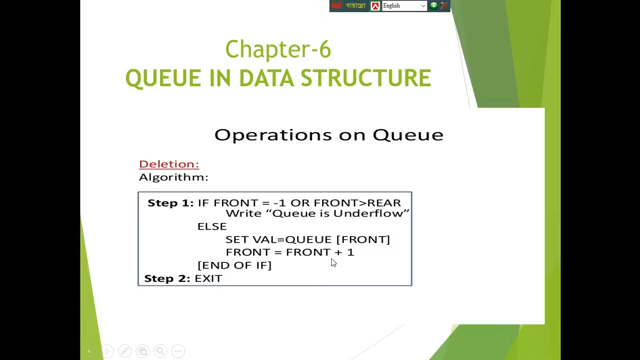 English
Chapter-6
QUEUE IN DATA STRUCTURE
Operations on Queue
Deletion:
Algorithm:
Step 1: IF FRONT = -1 OR FRONT>REAR
Write “Queue is Underflow”
ELSE
SET VAL=QUEUE [FRONT]
FRONT = FRONT + 1
[END OF IF]
Step 2: EXIT